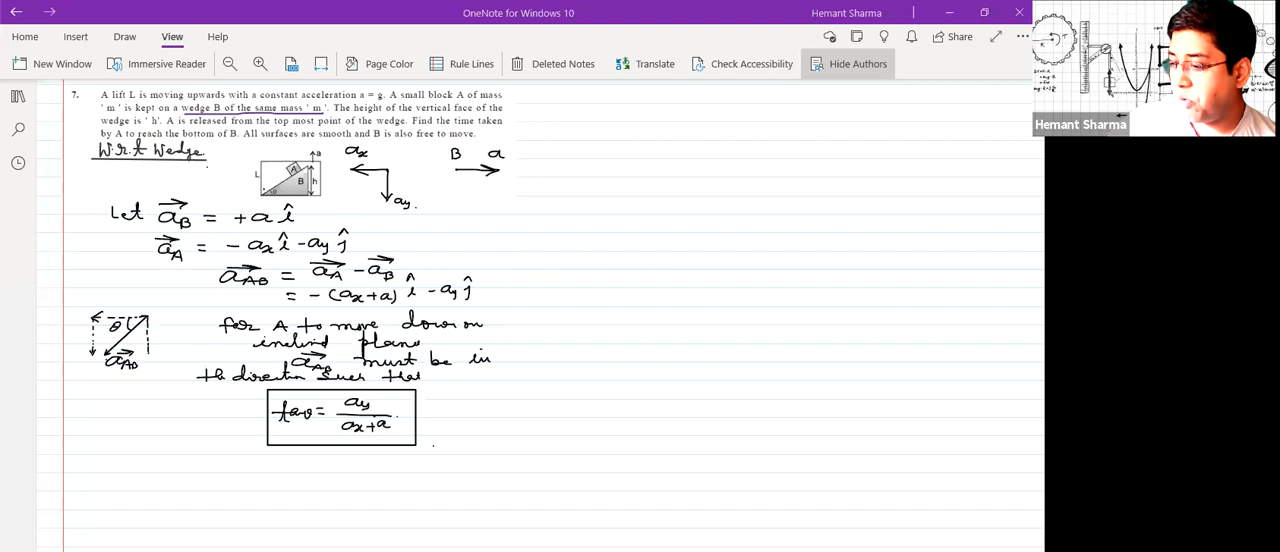 OneNote for Windows 10
Hemant Sharma
Home Insert Draw View Help
Share
New Window Immersive Reader Page Color Rule Lines Deleted Notes Translate Check Accessibility Hide Authors
Hemant Sharma
7. A lift L is moving upwards with a constant acceleration a = g. A small block A of mass
' m ' is kept on a wedge B of the same mass ' m '. The height of the vertical face of the
wedge is ' h'. A is released from the top most point of the wedge. Find the time taken
by A to reach the bottom of B. All surfaces are smooth and B is also free to move.
W.r.t Wedge
a
L
A
B
h
θ
ax
ay
B a
Let aB→ = +a î
aA→ = - ax î - ay ĵ
aAB→ = aA→ - aB→
= - (ax+a) î - ay ĵ
θ
aAB→
for A to move down on
inclind plane
aAB→ must be in
th direction such that
tanθ = ay / ax+a